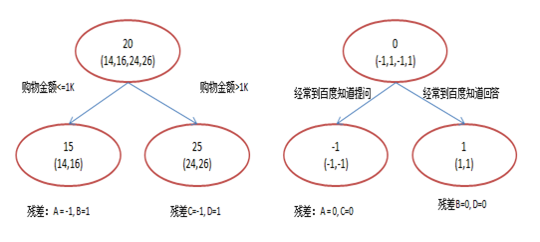 20
(14,16,24,26)
购物金额<=1K
购物金额>1K
15
(14,16)
25
(24,26)
残差：A = -1, B=1
残差C=-1, D=1
0
(-1,1,-1,1)
经常到百度知道提问
经常到百度知道回答
-1
(-1,-1)
1
(1,1)
残差：A = 0, C=0
残差B=0, D=0